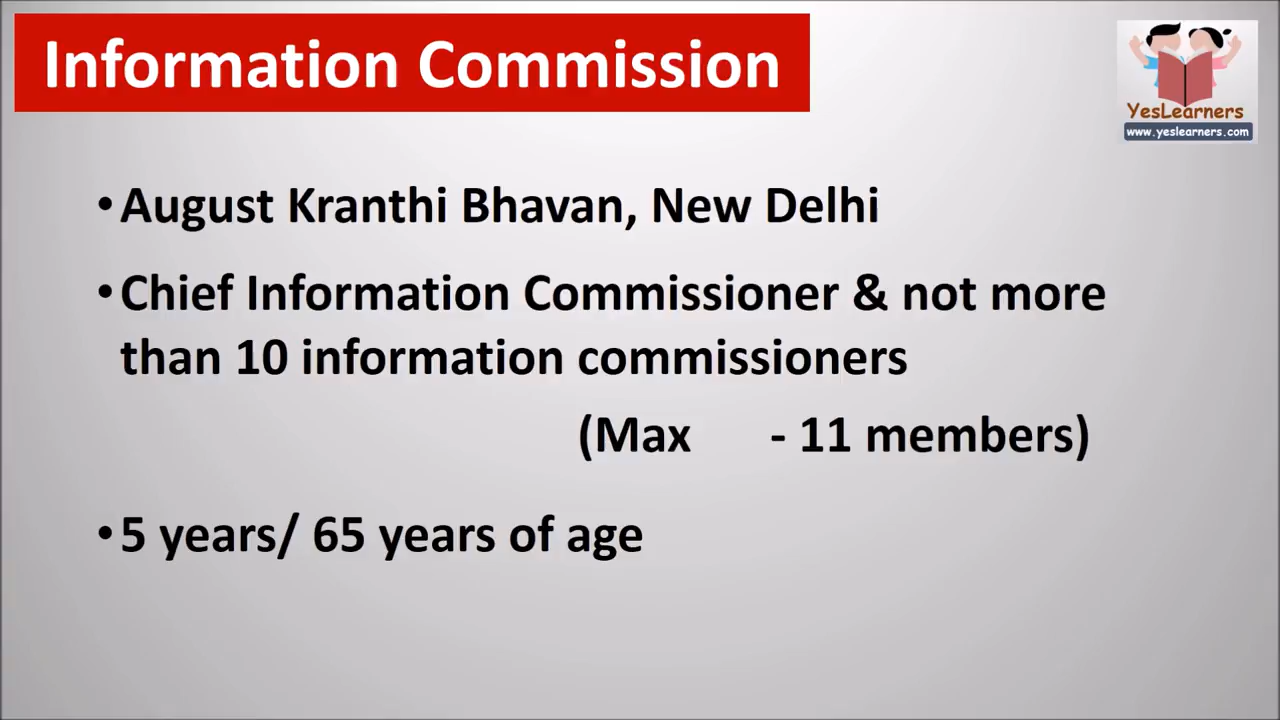 Information Commission
YesLearners
www.yeslearners.com
•August Kranthi Bhavan, New Delhi
•Chief Information Commissioner & not more
than 10 information commissioners
(Max - 11 members)
•5 years/ 65 years of age